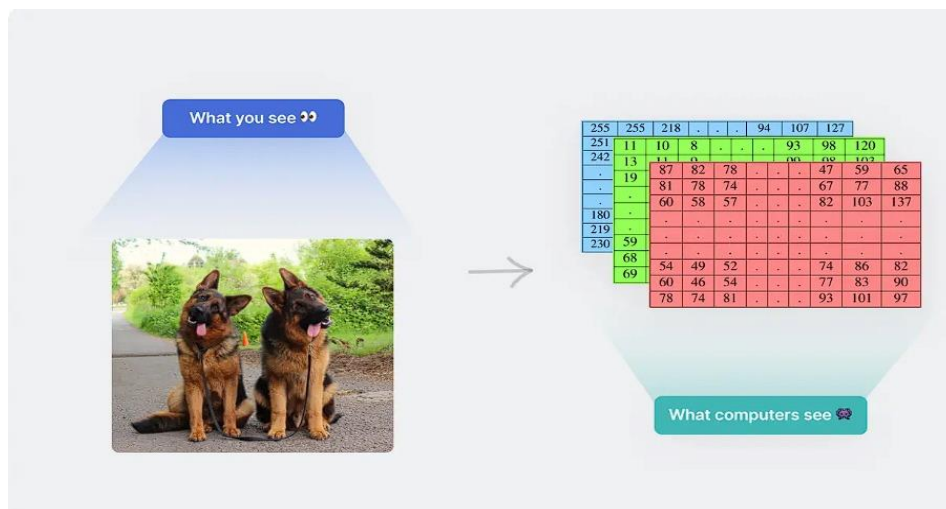 What you see 👀
255 255 218 . . . 94 107 127
251 11 10 8 . . . 93 98 120
242 13
19 87 82 78 . . . 47 59 65
. 81 78 74 . . . 67 77 88
. . 60 58 57 . . . 82 103 137
. . . . . . . . . .
180 . . . . . . . . . .
219 . . . . . . . . .
230 59 . . . . . . . . .
68 54 49 52 . . . 74 86 82
69 60 46 54 . . . 77 83 90
78 74 81 . . . 93 101 97
What computers see 👾